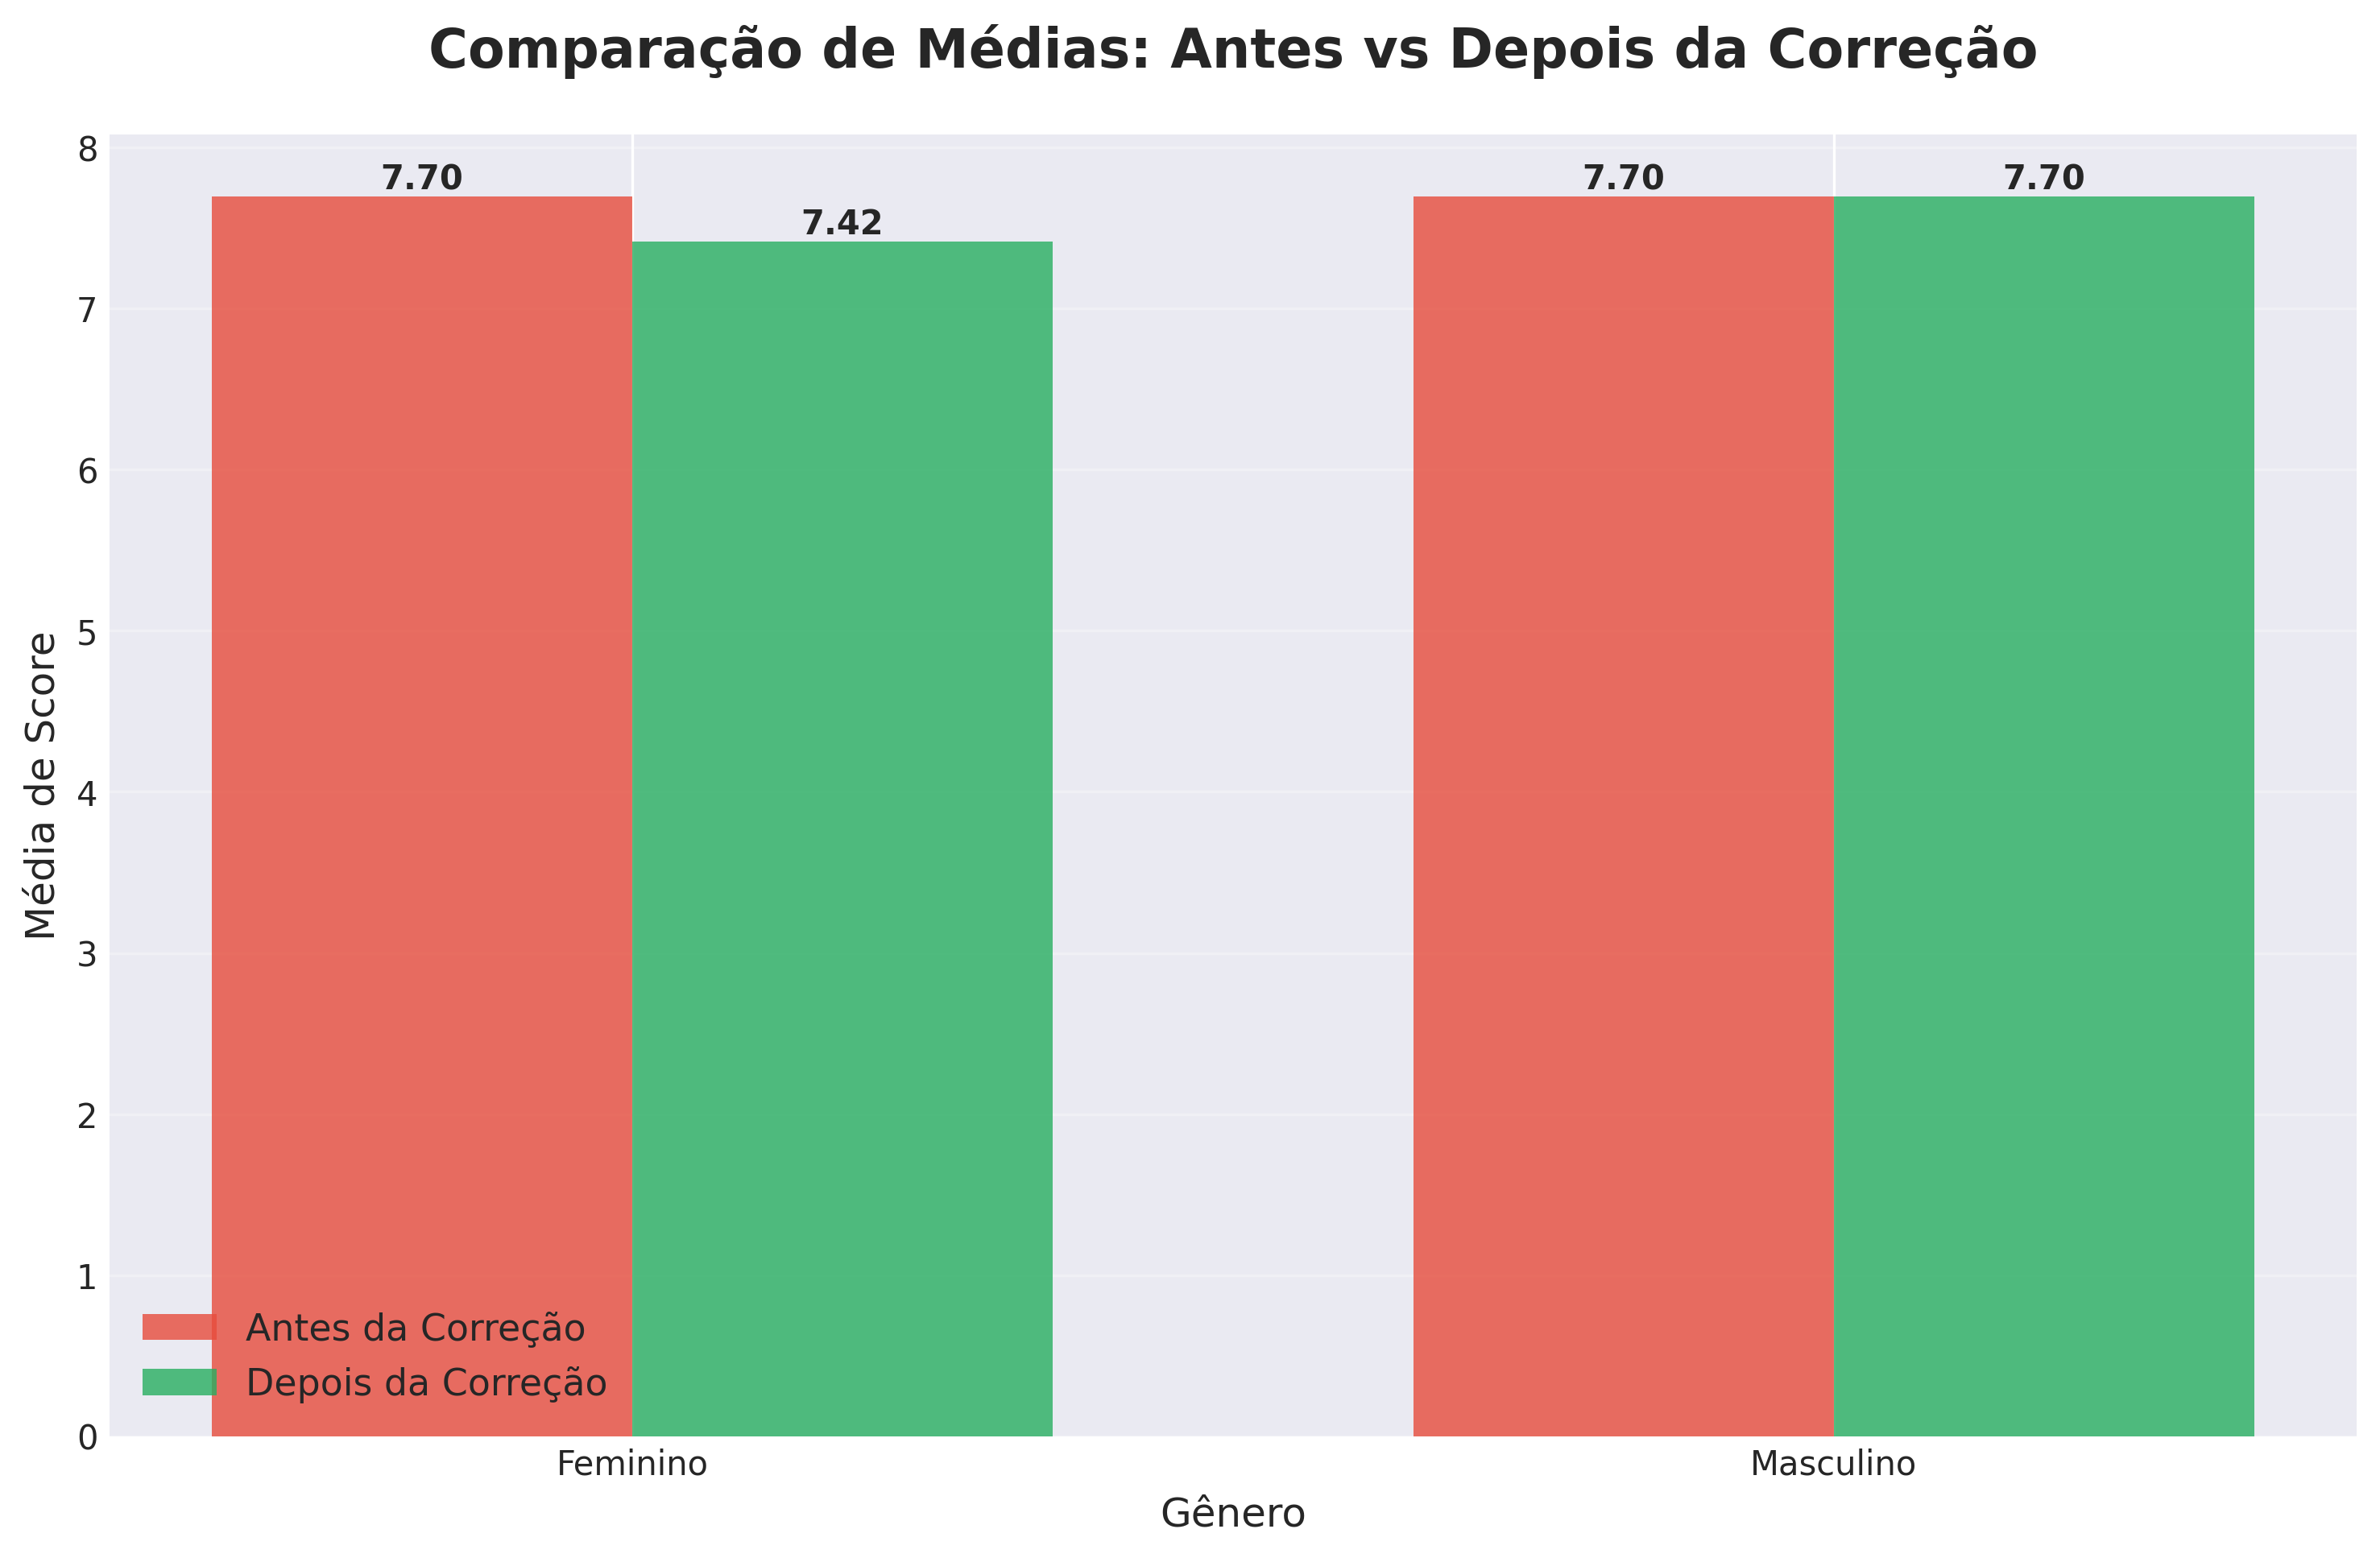 Comparação de Médias: Antes vs Depois da Correção
8
7
6
5
4
3
2
1
0
Média de Score
7.70
7.42
7.70
7.70
Antes da Correção
Depois da Correção
Feminino
Masculino
Gênero